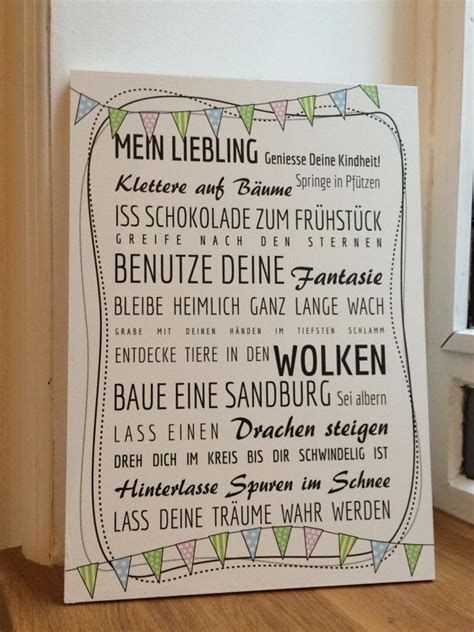 MEIN LIEBLING Geniesse Deine Kindheit!
Klettere auf Bäume Springe in Pfützen
ISS SCHOKOLADE ZUM FRÜHSTÜCK
GREIFE NACH DEN STERNEN
BENUTZE DEINE Fantasie
BLEIBE HEIMLICH GANZ LANGE WACH
GRABE MIT DEINEN HÄNDEN IM TIEFSTEN SCHLAMM
ENTDECKE TIERE IN DEN WOLKEN
BAUE EINE SANDBURG Sei albern
LASS EINEN Drachen steigen
DREH DICH IM KREIS BIS DIR SCHWINDELIG IST
Hinterlasse Spuren im Schnee
LASS DEINE TRÄUME WAHR WERDEN